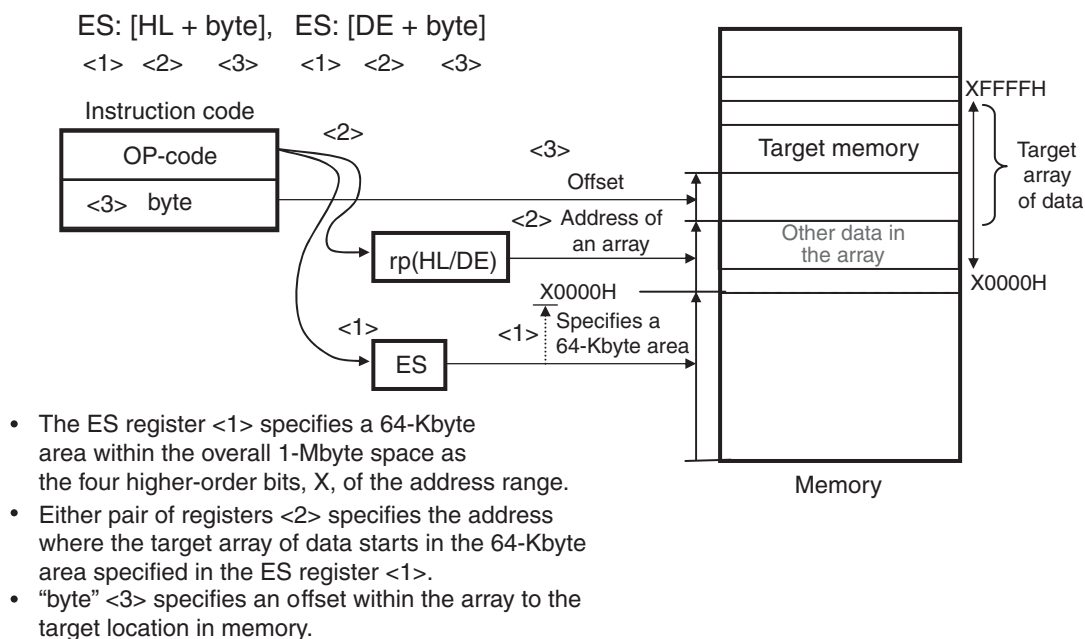 ES: [HL + byte], ES: [DE + byte]
<1> <2> <3> <1> <2> <3>
Instruction code
OP-code
<3> byte
<2>
<3>
Offset
<2> Address of
an array
rp(HL/DE)
X0000H
<1>
<1>
Specifies a
64-Kbyte area
ES
XFFFFH
Target memory
Target
array
of data
Other data in
the array
X0000H
Memory
• The ES register <1> specifies a 64-Kbyte
area within the overall 1-Mbyte space as
the four higher-order bits, X, of the address range.
• Either pair of registers <2> specifies the address
where the target array of data starts in the 64-Kbyte
area specified in the ES register <1>.
• “byte” <3> specifies an offset within the array to the
target location in memory.